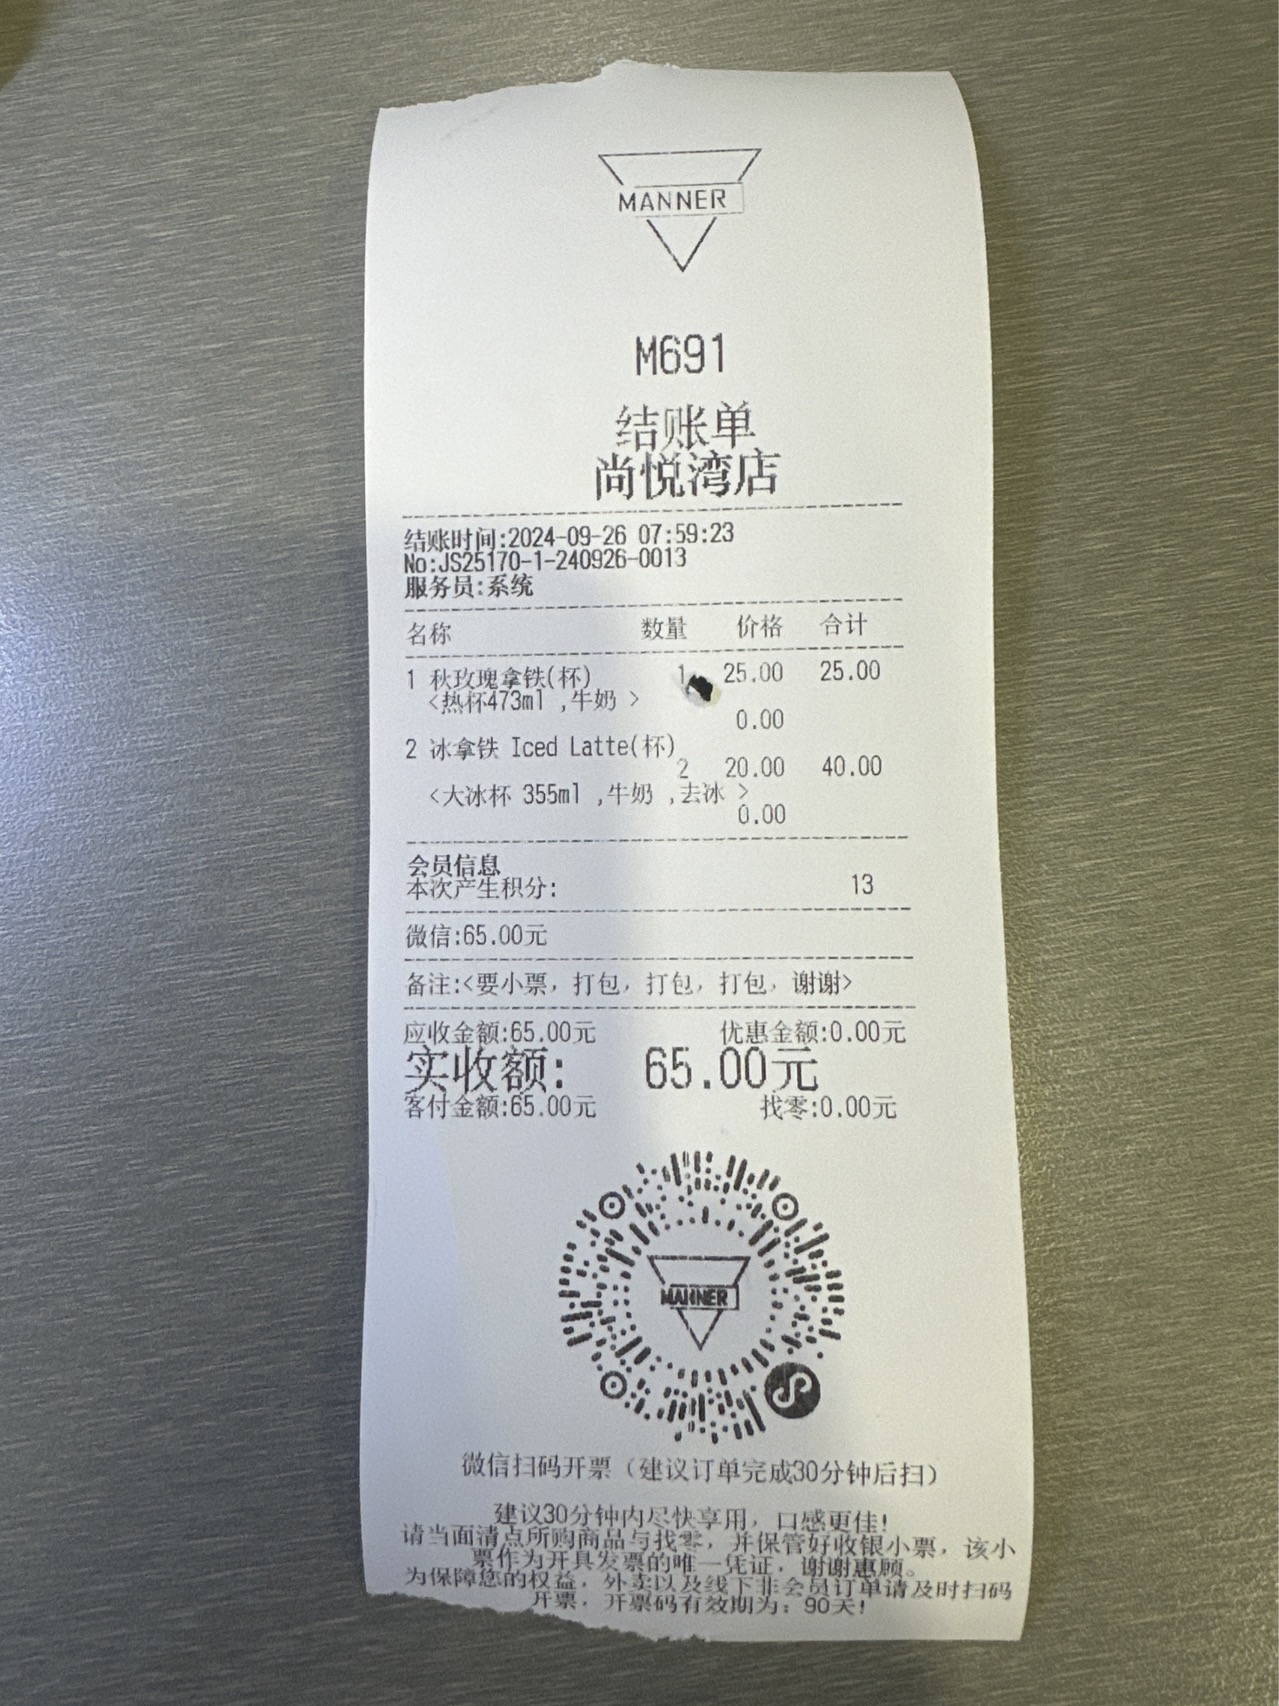 MANNER
M691
结账单
尚悦湾店
结账时间:2024-09-26 07:59:23
No:JS25170-1-240926-0013
服务员:系统
名称 数量 价格 合计
1 秋玫瑰拿铁(杯) 1 25.00 25.00
<热杯473ml ,牛奶 >
0.00
2 冰拿铁 Iced Latte(杯)
2 20.00 40.00
<大冰杯 355ml ,牛奶 ,去冰 >
0.00
会员信息
本次产生积分: 13
微信:65.00元
备注:<要小票，打包，打包，打包，谢谢>
应收金额:65.00元 优惠金额:0.00元
实收额: 65.00元
客付金额:65.00元 找零:0.00元
MANNER
微信扫码开票（建议订单完成30分钟后扫）
建议30分钟内尽快享用，口感更佳!
请当面清点所购商品与找零，并保管好收银小票，该小
票作为开具发票的唯一凭证，谢谢惠顾。
为保障您的权益，外卖以及线下非会员订单请及时扫码
开票，开票码有效期为：90天!